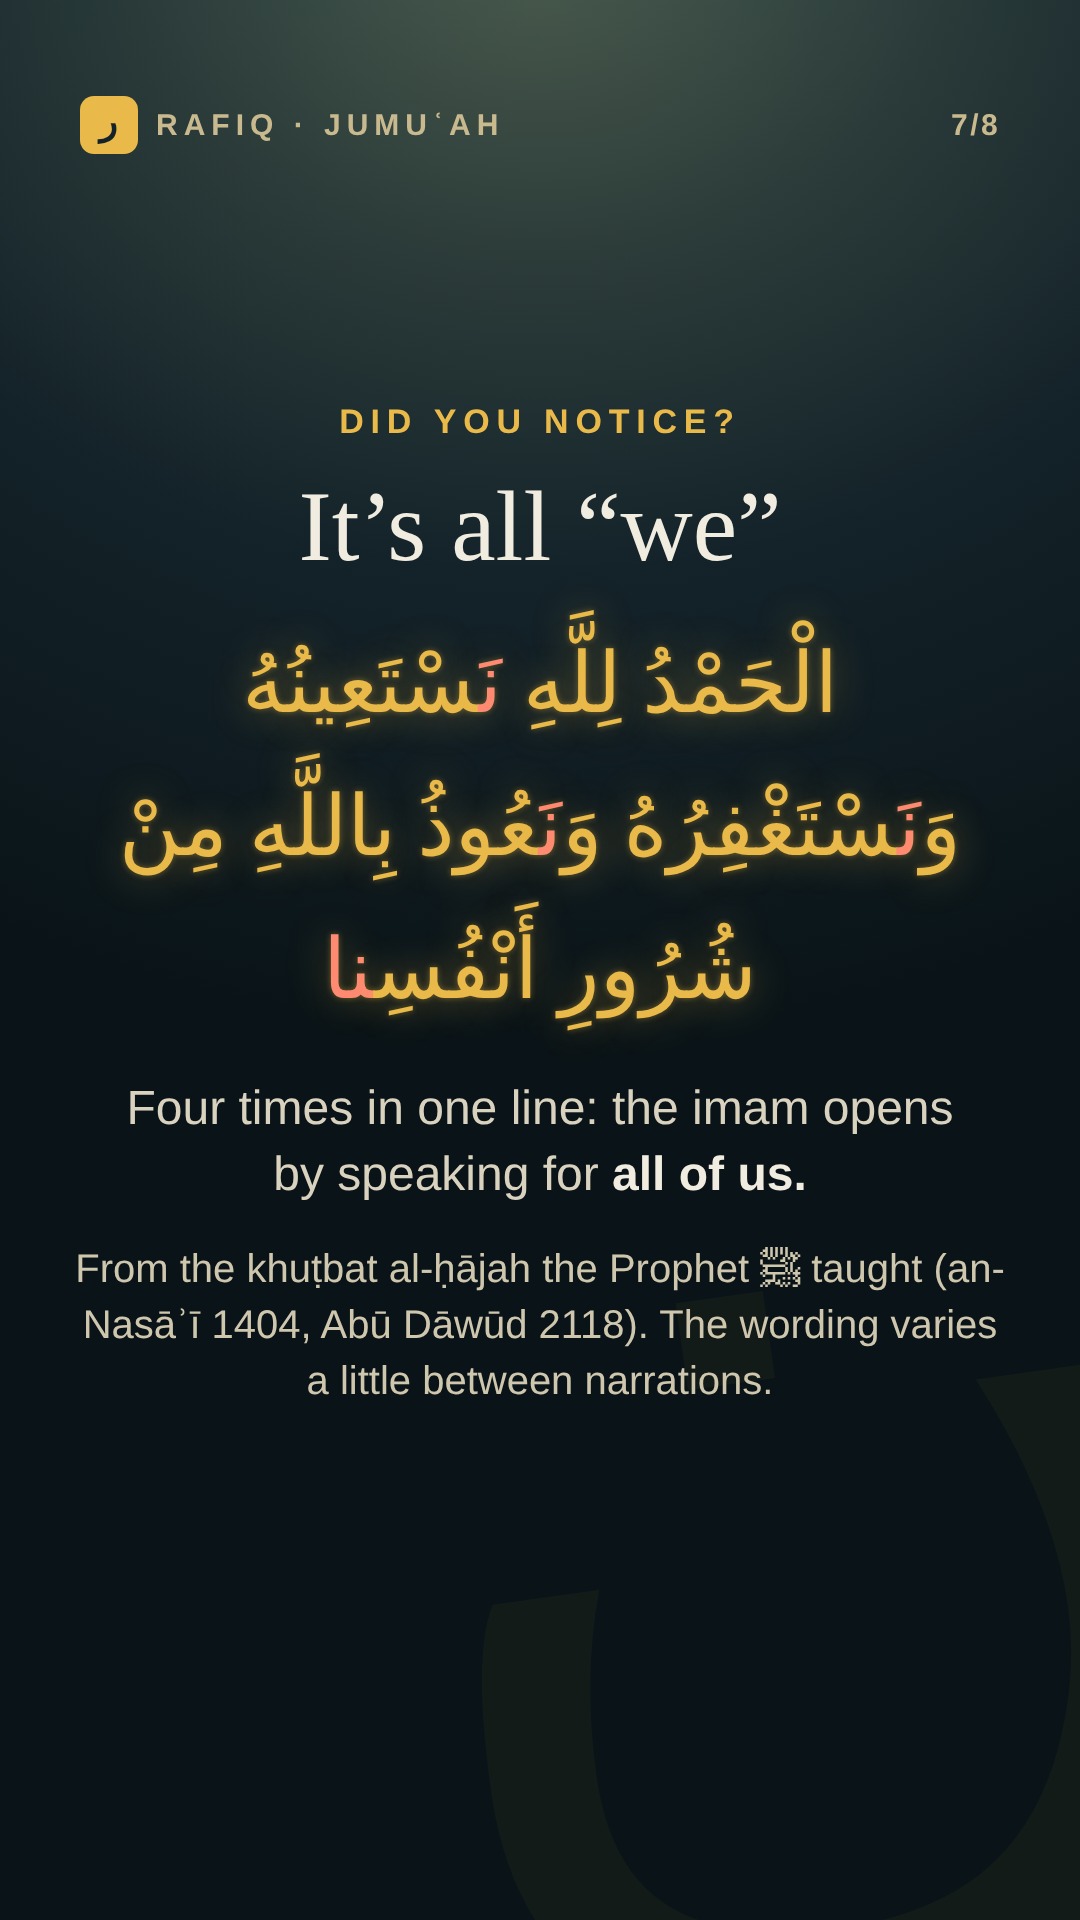 ر RAFIQ · JUMUʿAH 7/8
DID YOU NOTICE?
It’s all “we”
الْحَمْدُ لِلَّهِ نَسْتَعِينُهُ
وَنَسْتَغْفِرُهُ وَنَعُوذُ بِاللَّهِ مِنْ
شُرُورِ أَنْفُسِنا
Four times in one line: the imam opens
by speaking for all of us.
From the khuṭbat al-ḥājah the Prophet ﷺ taught (an-
Nasāʾī 1404, Abū Dāwūd 2118). The wording varies
a little between narrations.
ن